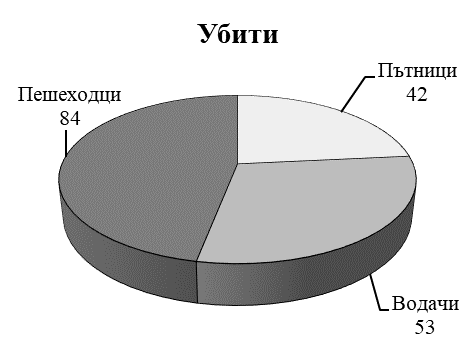 Убити
Пътници
42
Пешеходци
84
Водачи
53